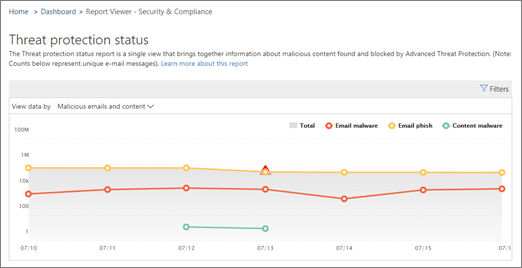 Home > Dashboard > Report Viewer - Security & Compliance
Threat protection status
The Threat protection status report is a single view that brings together information about malicious content found and blocked by Advanced Threat Protection. (Note:
Counts below represent unique e-mail messages). Learn more about this report
Filters
View data by Malicious emails and content
Total Email malware Email phish Content malware
100M
1M
10k
100
1
07/10 07/11 07/12 07/13 07/14 07/15 07/1